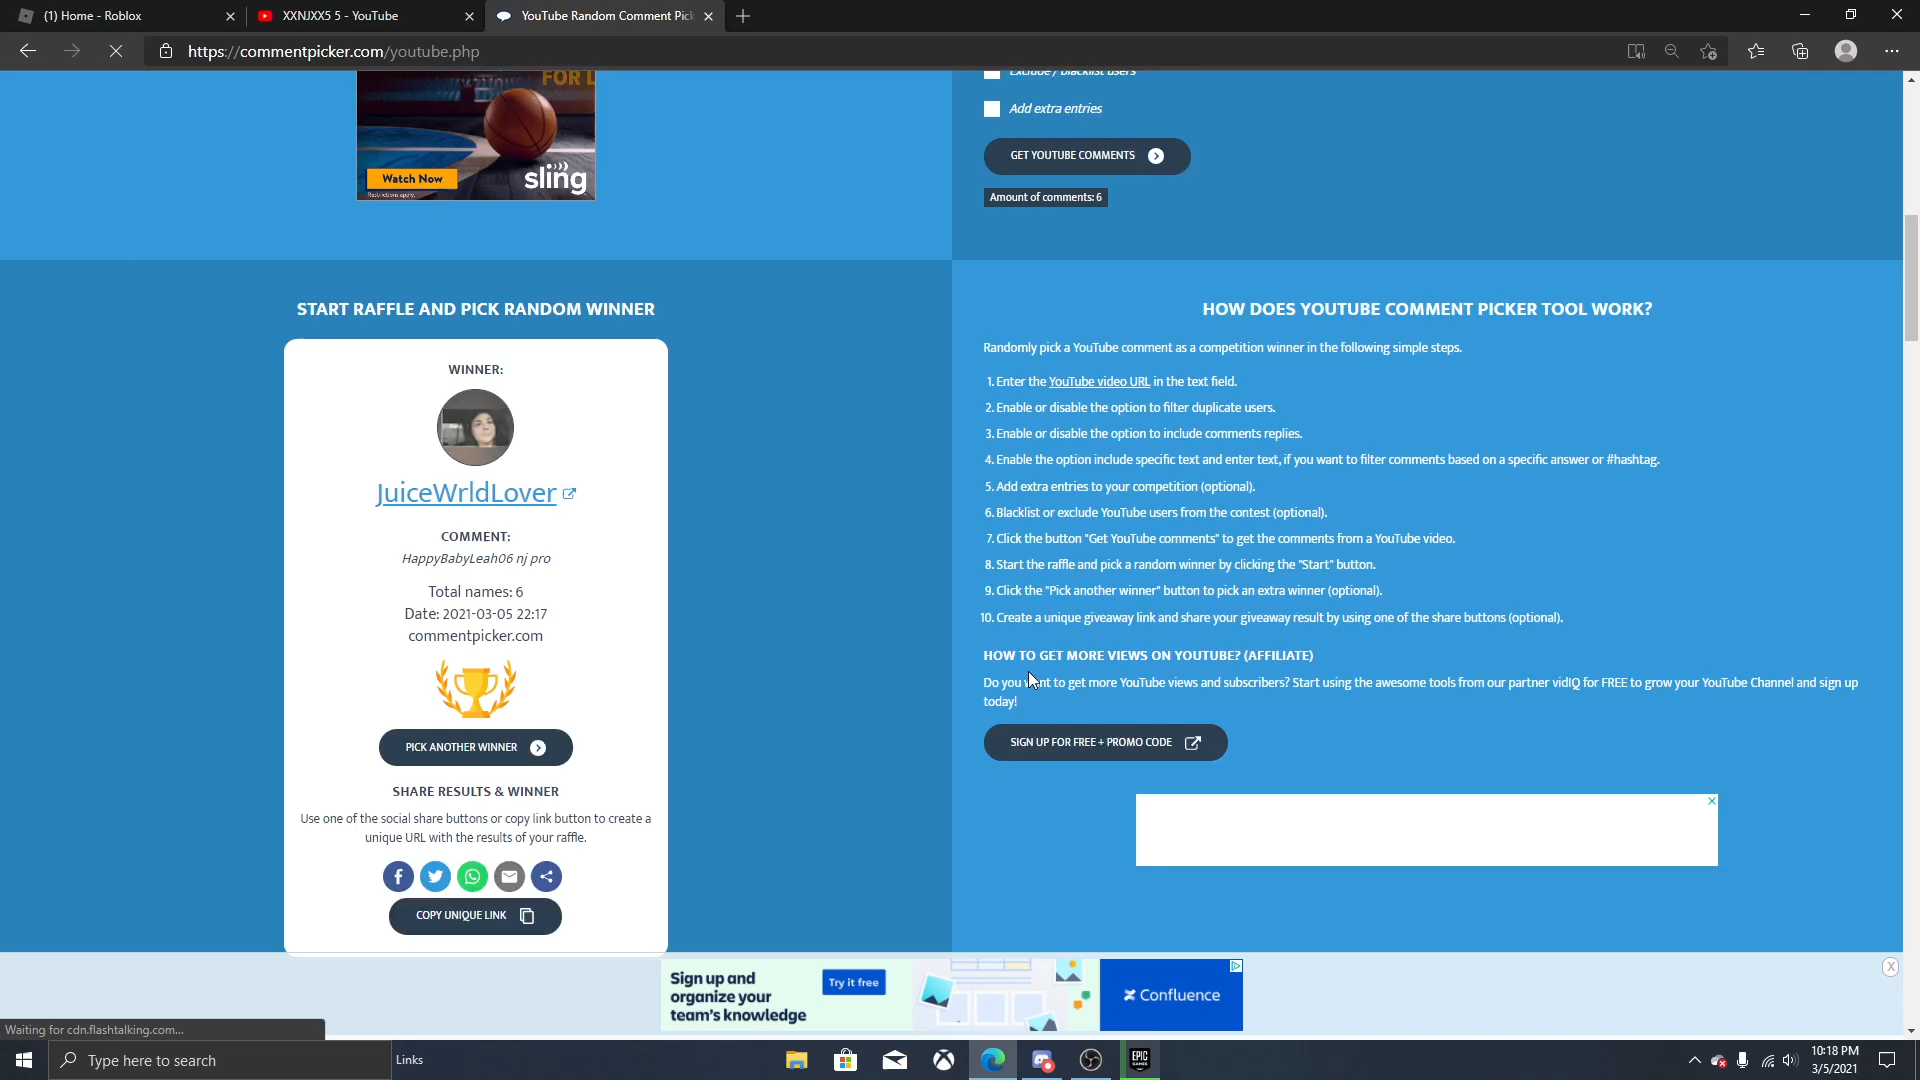 (1) Home - Roblox
XXNJXX5 5 - YouTube
YouTube Random Comment Pick
https://commentpicker.com/youtube.php
FOR L
Watch Now
sling
Restrictions apply.
Exclude / blacklist users
Add extra entries
GET YOUTUBE COMMENTS
Amount of comments: 6
START RAFFLE AND PICK RANDOM WINNER
WINNER:
JuiceWrldLover
COMMENT:
HappyBabyLeah06 nj pro
Total names: 6
Date: 2021-03-05 22:17
commentpicker.com
PICK ANOTHER WINNER
SHARE RESULTS & WINNER
Use one of the social share buttons or copy link button to create a
unique URL with the results of your raffle.
COPY UNIQUE LINK
HOW DOES YOUTUBE COMMENT PICKER TOOL WORK?
Randomly pick a YouTube comment as a competition winner in the following simple steps.
1. Enter the YouTube video URL in the text field.
2. Enable or disable the option to filter duplicate users.
3. Enable or disable the option to include comments replies.
4. Enable the option include specific text and enter text, if you want to filter comments based on a specific answer or #hashtag.
5. Add extra entries to your competition (optional).
6. Blacklist or exclude YouTube users from the contest (optional).
7. Click the button "Get YouTube comments" to get the comments from a YouTube video.
8. Start the raffle and pick a random winner by clicking the "Start" button.
9. Click the "Pick another winner" button to pick an extra winner (optional).
10. Create a unique giveaway link and share your giveaway result by using one of the share buttons (optional).
HOW TO GET MORE VIEWS ON YOUTUBE? (AFFILIATE)
Do you want to get more YouTube views and subscribers? Start using the awesome tools from our partner vidIQ for FREE to grow your YouTube Channel and sign up
today!
SIGN UP FOR FREE + PROMO CODE
Sign up and
organize your
team's knowledge
Try it free
Confluence
Waiting for cdn.flashtalking.com...
Type here to search
Links
EPIC
GAMES
10:18 PM
3/5/2021